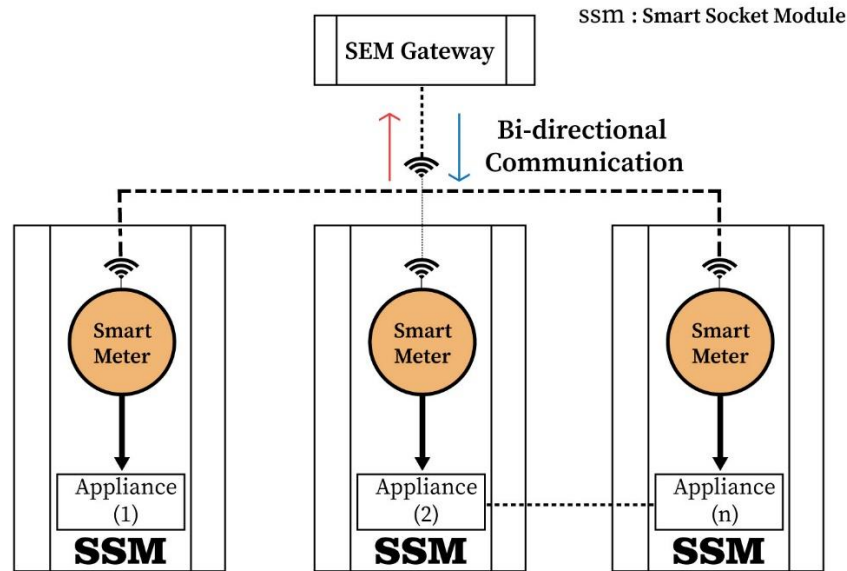 ssm : Smart Socket Module
SEM Gateway
Bi-directional
Communication
Smart
Meter
Smart
Meter
Smart
Meter
Appliance
(1)
Appliance
(2)
Appliance
(n)
SSM
SSM
SSM